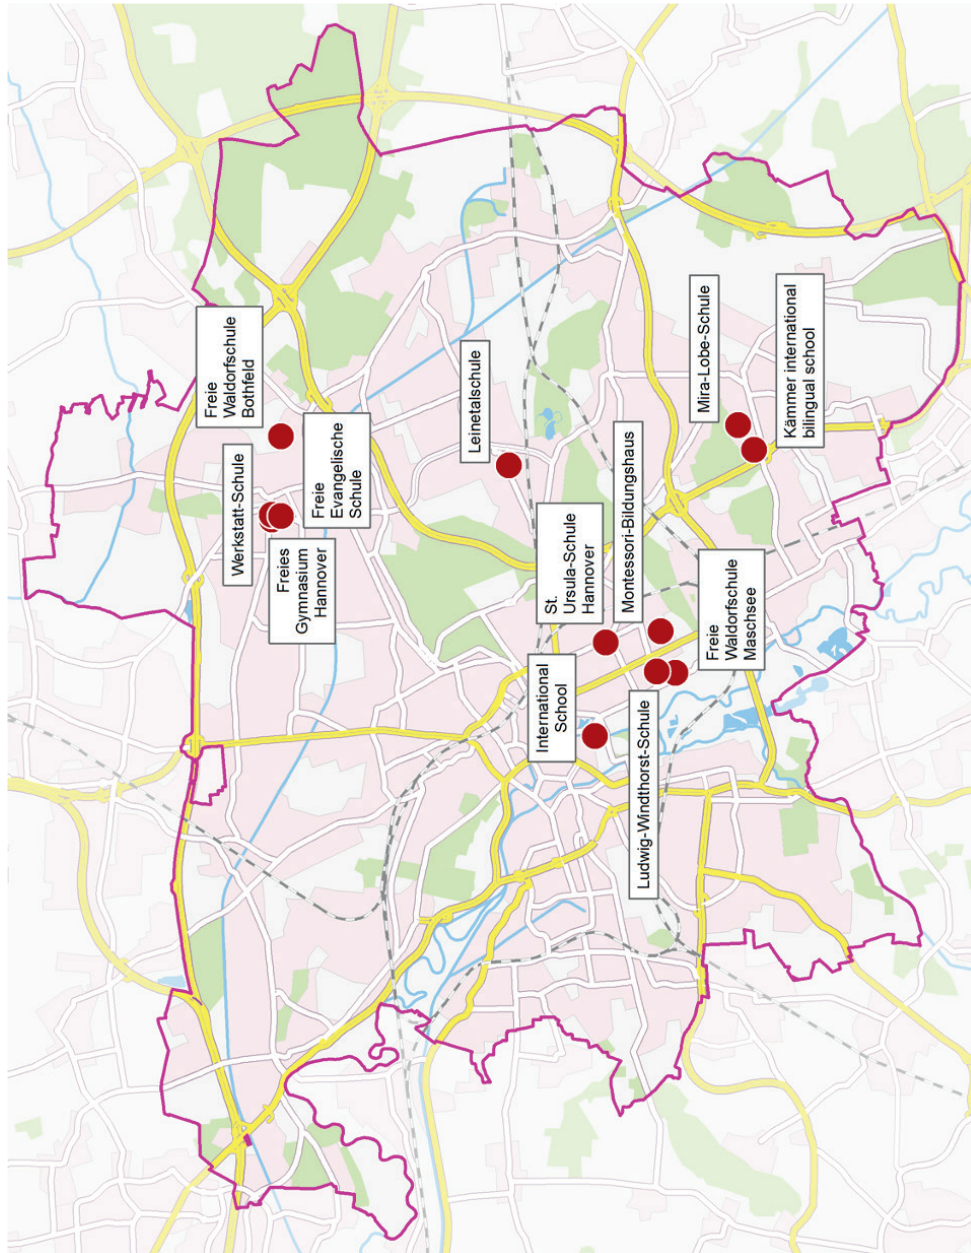 Freie
Waldorfschule
Bothfeld
Werkstatt-Schule
Freies
Gymnasium
Hannover
Freie
Evangelische
Schule
Leinetalschule
St.
Ursula-Schule
Hannover
International
School
Montessori-Bildungshaus
Ludwig-Windthorst-Schule
Freie
Waldorfschule
Maschsee
Mira-Lobe-Schule
Kämmer international
bilingual school